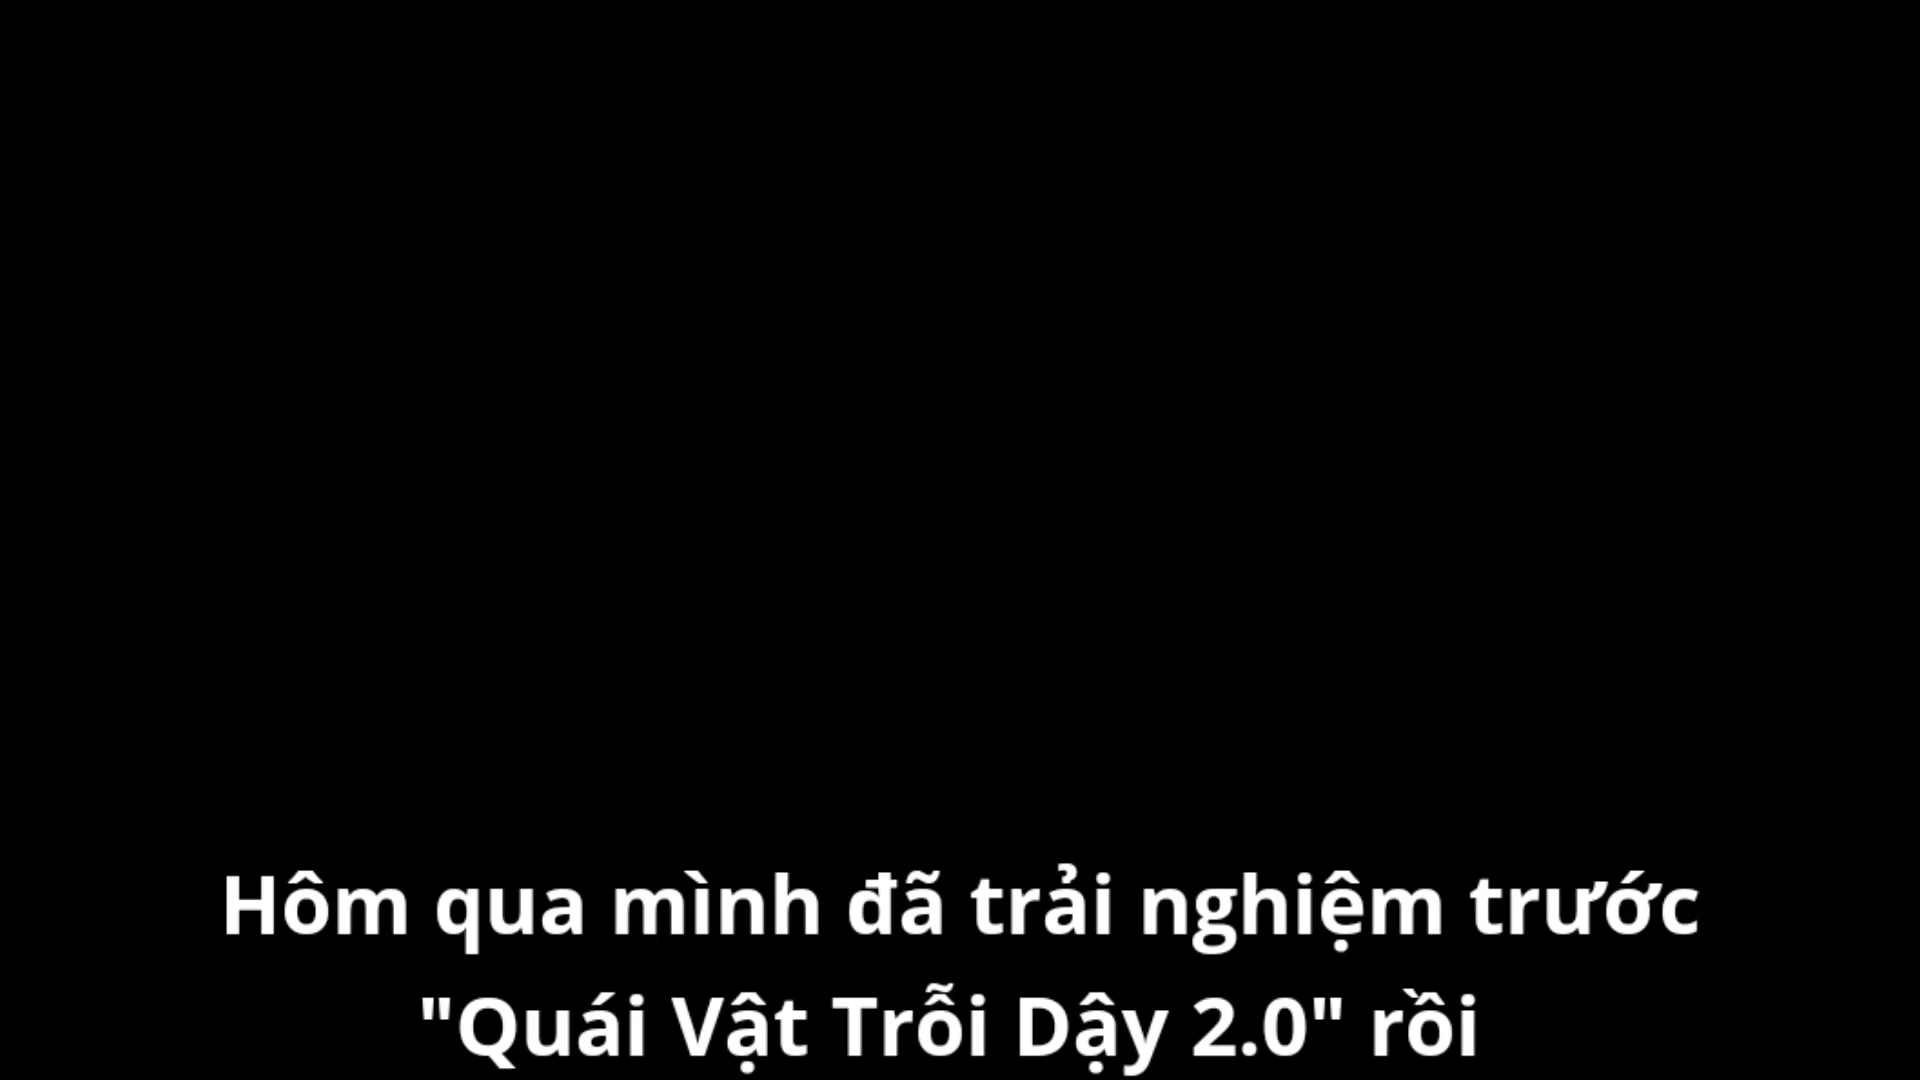 Hôm qua mình đã trải nghiệm trước
"Quái Vật Trỗi Dậy 2.0" rồi